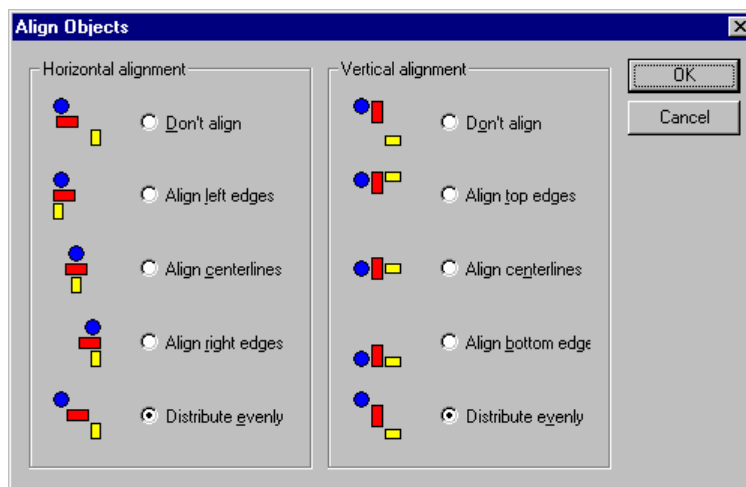 Align Objects
Horizontal alignment
Don't align
Align left edges
Align centerlines
Align right edges
Distribute evenly
Vertical alignment
Don't align
Align top edges
Align centerlines
Align bottom edge
Distribute evenly
OK
Cancel